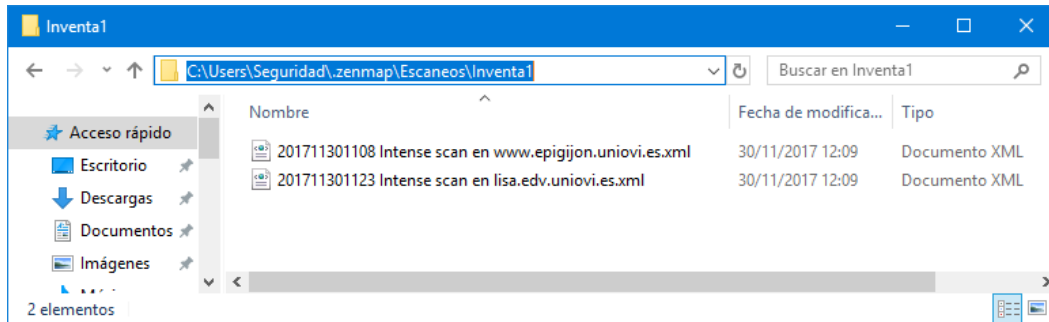 Inventa1
C:\Users\Seguridad\.zenmap\Escaneos\Inventa1
Buscar en Inventa1
Nombre
Fecha de modifica...
Tipo
Acceso rápido
Escritorio
Descargas
Documentos
Imágenes
201711301108 Intense scan en www.epigijon.uniovi.es.xml
30/11/2017 12:09
Documento XML
201711301123 Intense scan en lisa.edv.uniovi.es.xml
30/11/2017 12:09
Documento XML
2 elementos